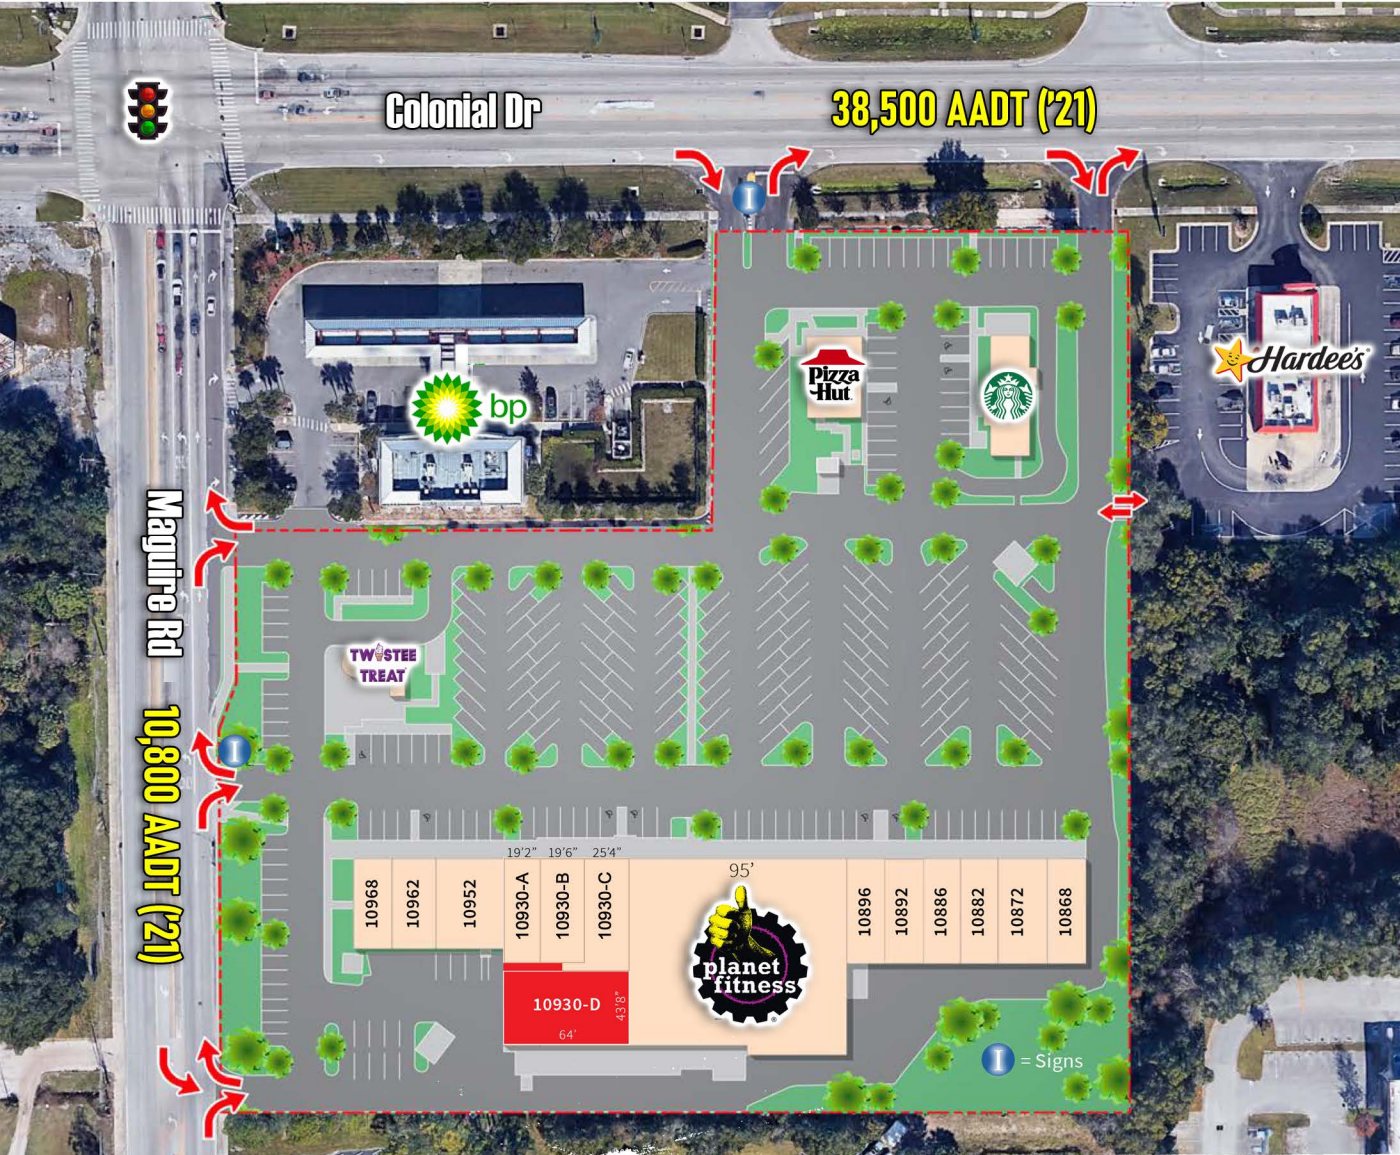 Colonial Dr
38,500 AADT ('21)
I
Pizza
Hut
Hardee's
bp
Maguire Rd
10,800 AADT ('21)
TWISTEE
TREAT
I
19'2"
19'6"
25'4"
95'
10968
10962
10952
10930-A
10930-B
10930-C
planet
fitness
10896
10892
10886
10882
10872
10868
10930-D
43'8"
64'
I = Signs